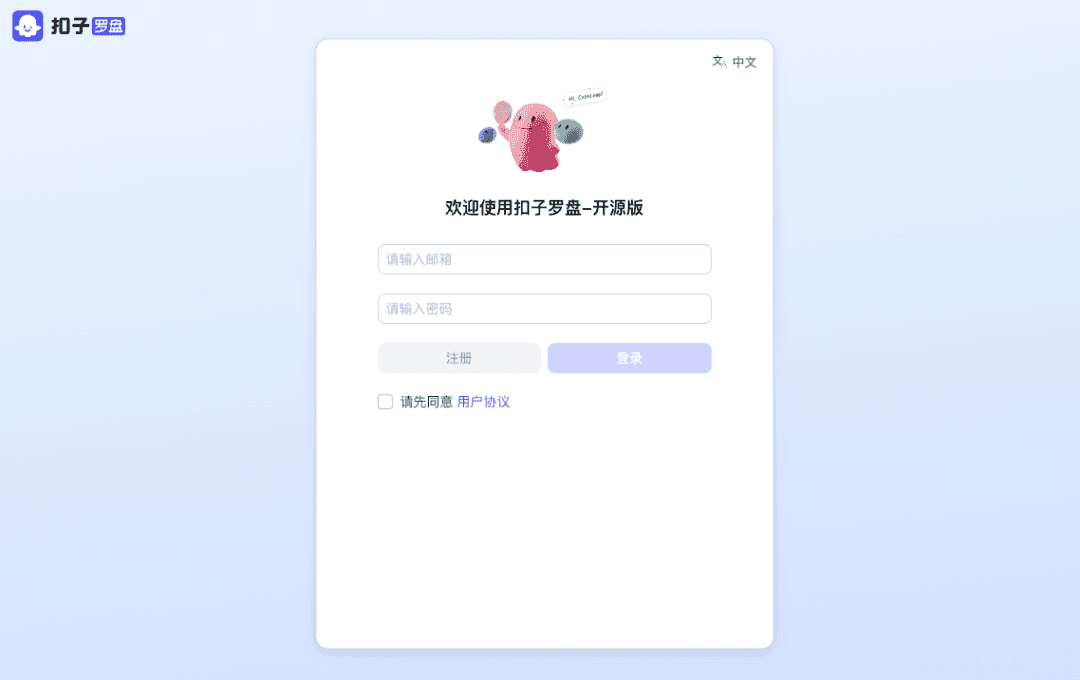 扣子罗盘
中文
Hi, CozeLoop!
欢迎使用扣子罗盘-开源版
请输入邮箱
请输入密码
注册 登录
请先同意 用户协议